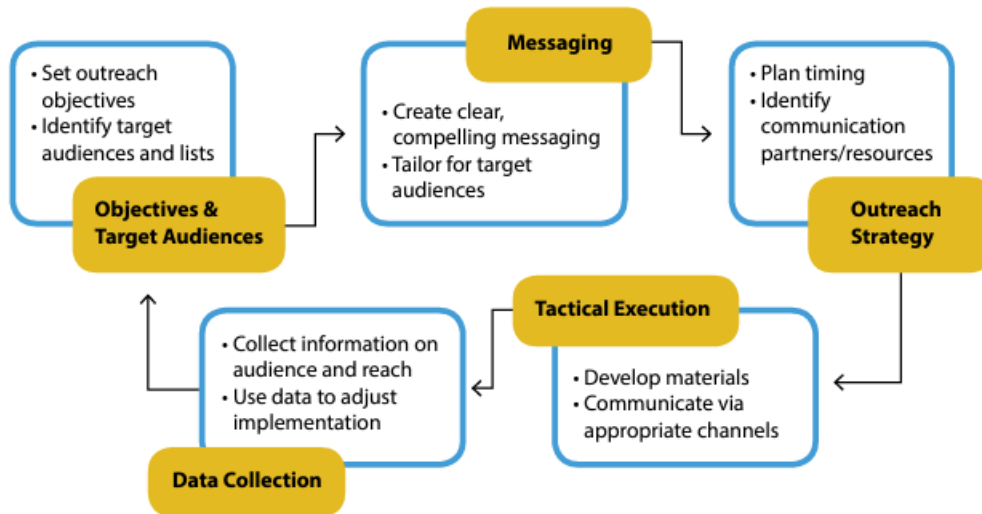 • Set outreach
objectives
• Identify target
audiences and lists
Objectives &
Target Audiences
Messaging
• Create clear,
compelling messaging
• Tailor for target
audiences
• Plan timing
• Identify
communication
partners/resources
Outreach
Strategy
Tactical Execution
• Develop materials
• Communicate via
appropriate channels
• Collect information on
audience and reach
• Use data to adjust
implementation
Data Collection